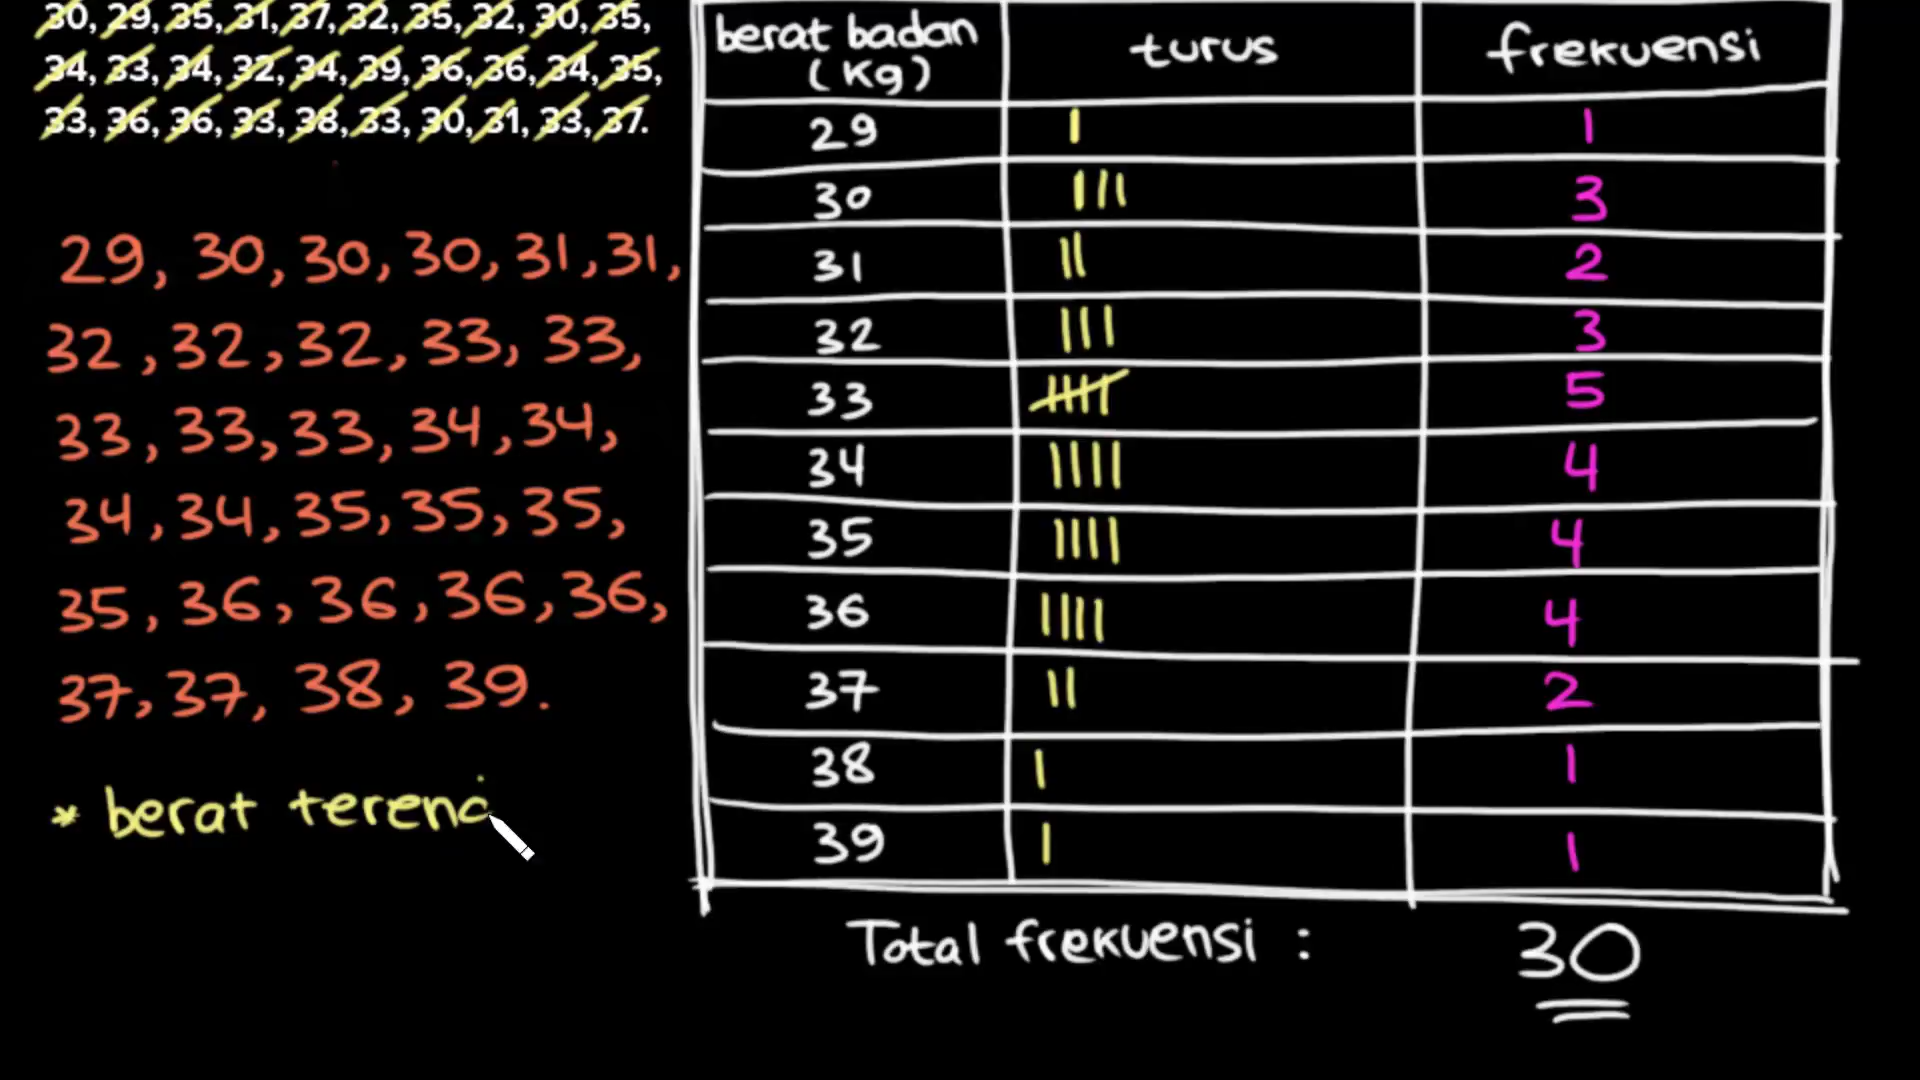 30, 29, 35, 31, 37, 32, 35, 32, 30, 35,
34, 33, 34, 32, 34, 39, 36, 36, 34, 35,
33, 36, 36, 33, 38, 33, 30, 31, 33, 37.
29, 30, 30, 30, 31, 31,
32, 32, 32, 33, 33,
33, 33, 33, 34, 34,
34, 34, 35, 35, 35,
35, 36, 36, 36, 36,
37, 37, 38, 39.
* berat terend
berat badan (Kg) turus frekuensi
29 1
30 3
31 2
32 3
33 5
34 4
35 4
36 4
37 2
38 1
39 1
Total frekuensi : 30